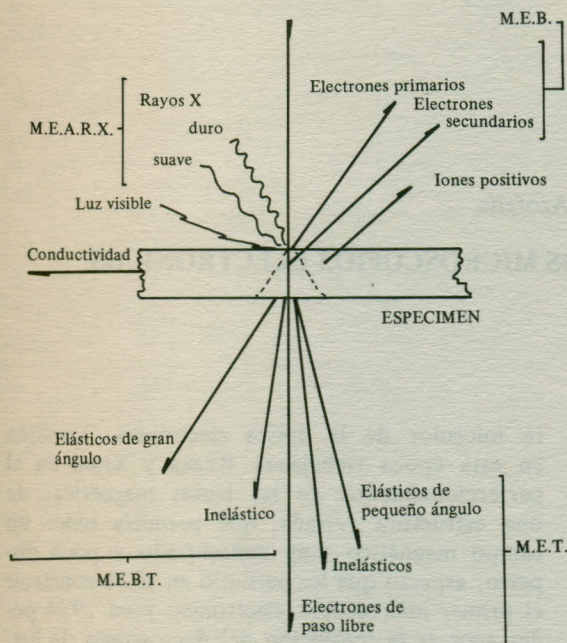 M.E.B.
Electrones primarios
Electrones
secundarios
Rayos X
M.E.A.R.X.
duro
suave
Iones positivos
Luz visible
Conductividad
ESPECIMEN
Elásticos de gran
ángulo
Elásticos de
pequeño ángulo
Inelástico
M.E.T.
M.E.B.T.
Inelásticos
Electrones de
paso libre